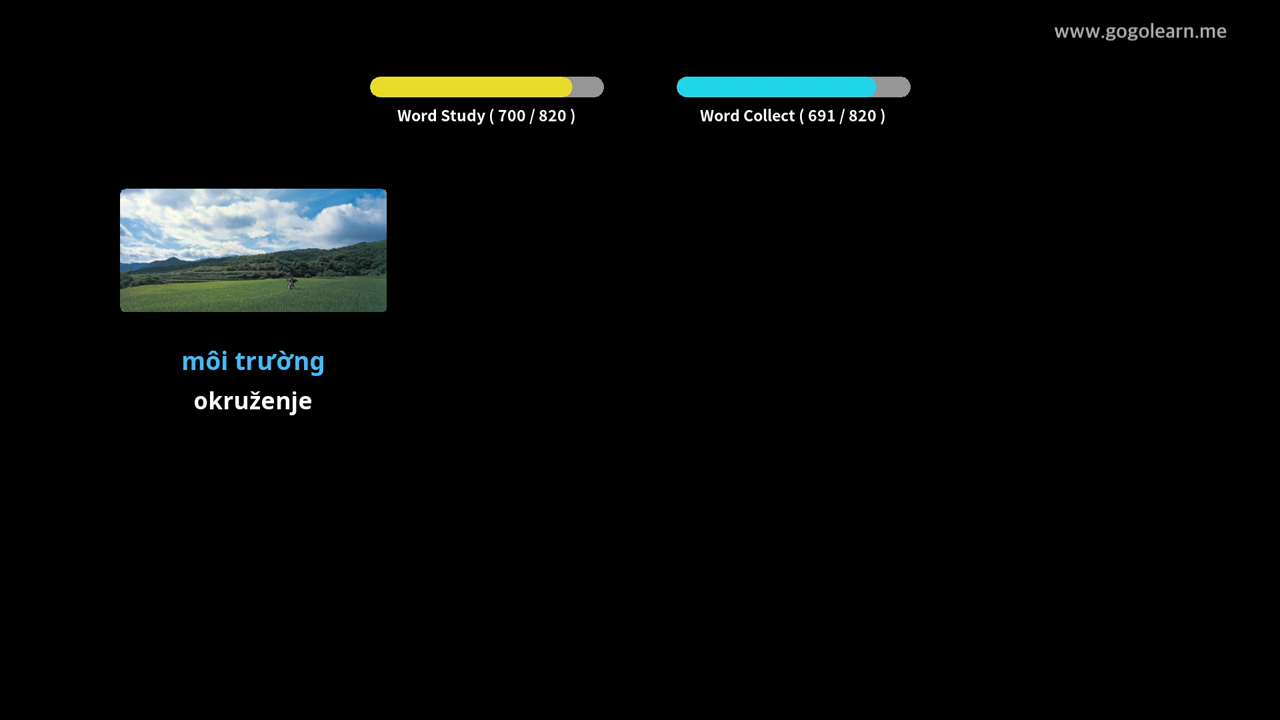 www.gogolearn.me
Word Study ( 700 / 820 )
Word Collect ( 691 / 820 )
môi trường
okruženje